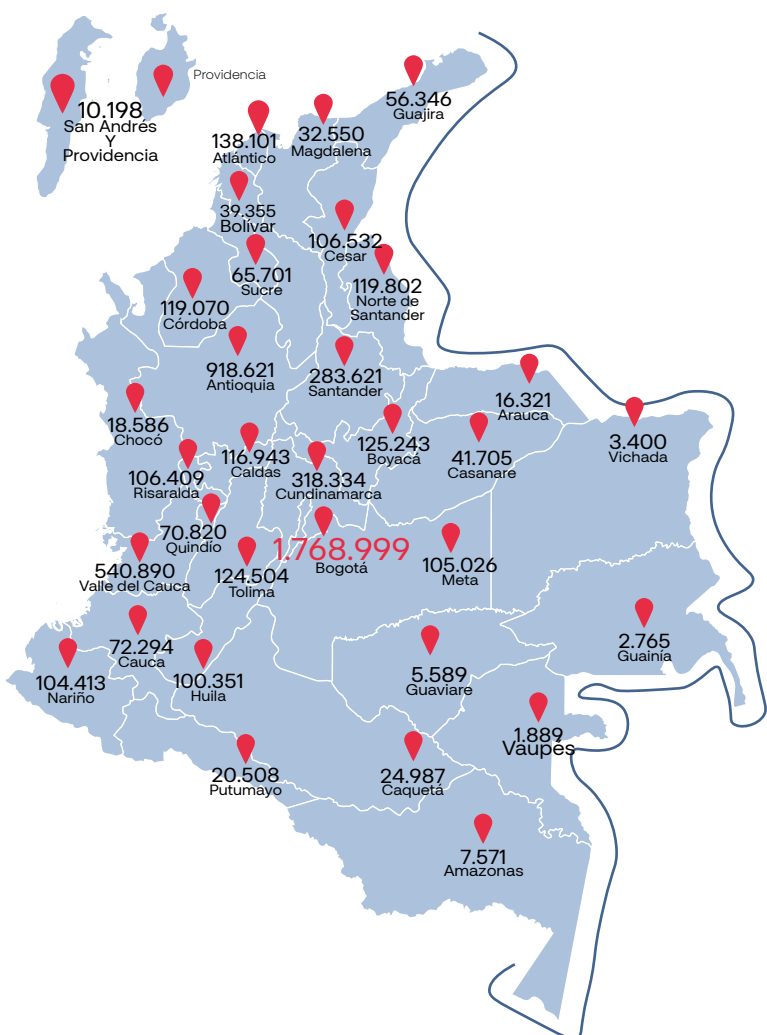 Providencia
10.198
San Andrés
Y
Providencia
56.346
Guajira
138.101
Atlántico
32.550
Magdalena
39.355
Bolívar
106.532
Cesar
65.701
Sucre
119.802
Norte de
Santander
119.070
Córdoba
918.621
Antioquia
283.621
Santander
16.321
Arauca
18.586
Chocó
125.243
Boyacá
3.400
Vichada
116.943
Caldas
41.705
Casanare
106.409
Risaralda
318.334
Cundinamarca
70.820
Quindío
1.768.999
Bogotá
540.890
Valle del Cauca
124.504
Tolima
105.026
Meta
72.294
Cauca
2.765
Guainía
104.413
Nariño
100.351
Huila
5.589
Guaviare
1.889
Vaupés
20.508
Putumayo
24.987
Caquetá
7.571
Amazonas